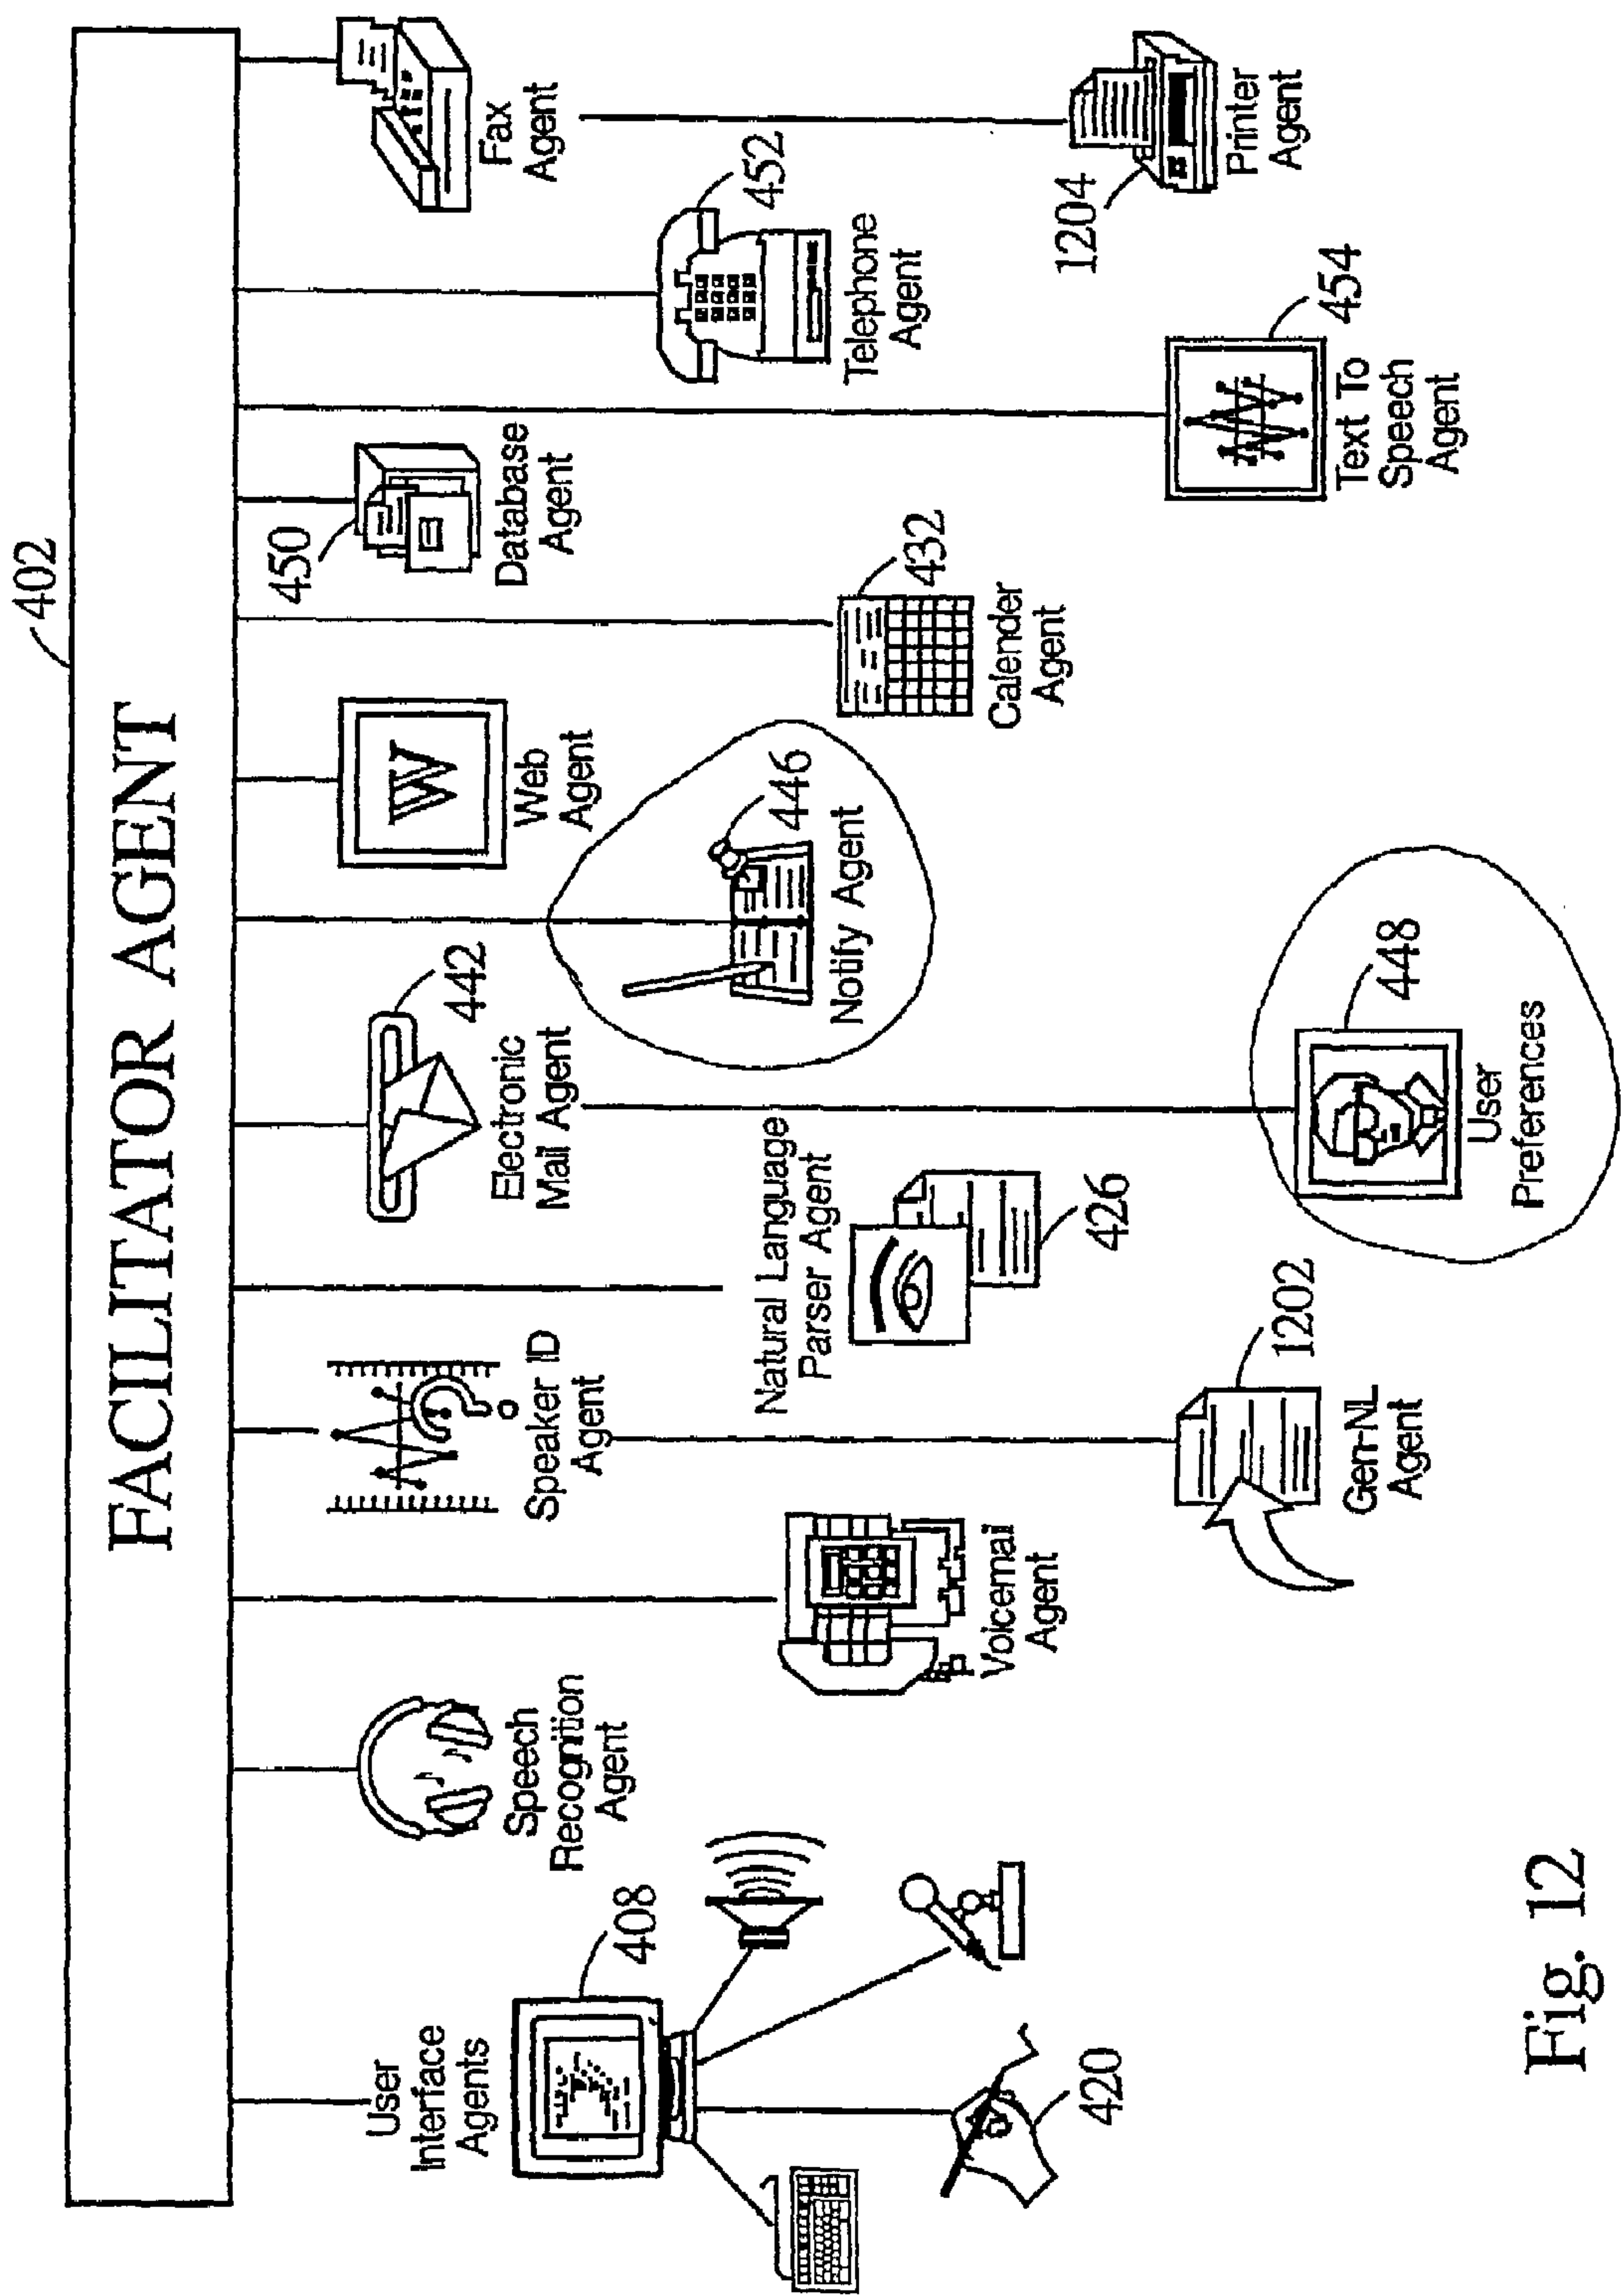 402
FACILITATOR AGENT
User
Interface
Agents
408
420
Speech
Recognition
Agent
Voicemail
Agent
Speaker ID
Agent
Gen-NL
Agent
1202
Natural Language
Parser Agent
426
Electronic
Mail Agent
442
User
Preferences
448
Notify Agent
446
W
Web
Agent
Calender
Agent
432
450
Database
Agent
Text To
Speech
Agent
454
Telephone
Agent
452
Fax
Agent
1204
Printer
Agent
Fig. 12